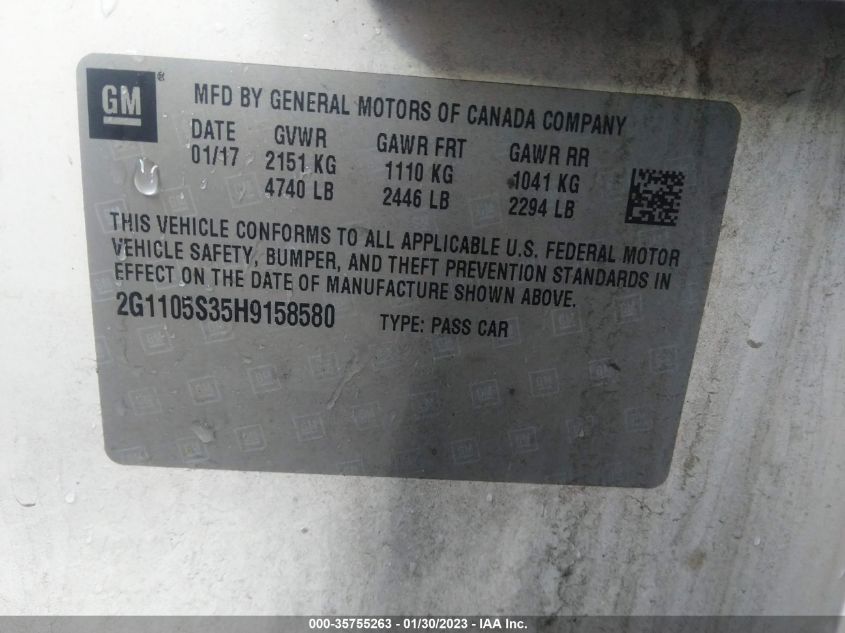 GM®
MFD BY GENERAL MOTORS OF CANADA COMPANY
DATE GVWR GAWR FRT GAWR RR
01/17 2151 KG 1110 KG 1041 KG
4740 LB 2446 LB 2294 LB
THIS VEHICLE CONFORMS TO ALL APPLICABLE U.S. FEDERAL MOTOR
VEHICLE SAFETY, BUMPER, AND THEFT PREVENTION STANDARDS IN
EFFECT ON THE DATE OF MANUFACTURE SHOWN ABOVE.
2G1105S35H9158580 TYPE: PASS CAR
000-35755263 - 01/30/2023 - IAA Inc.